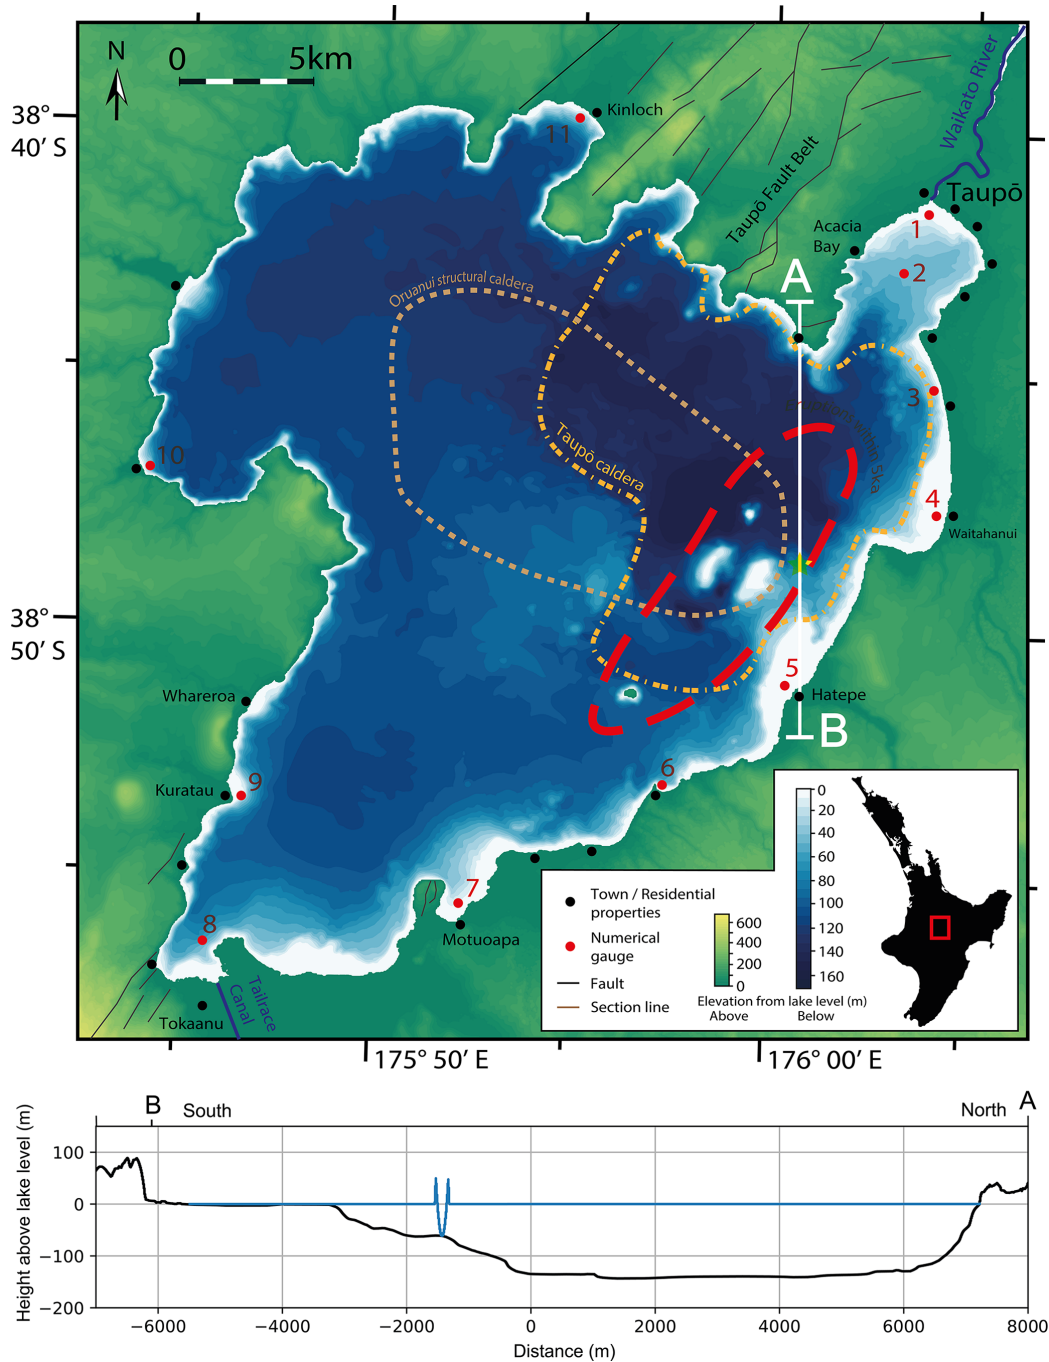 N
0 5km
38°
40′ S
Kinloch
11
Waikato River
Taupō Fault Belt
Taupō
1
Acacia
Bay
2
A
Oruanui structural caldera
3
Taupō caldera
within 5ka
10
4
Waitahanui
38°
50′ S
5
Hatepe
Whareroa
B
6
Kuratau
9
7
Motuoapa
8
Tailrace
Canal
Tokaanu
Town / Residential
properties
Numerical
gauge
Fault
Section line
600
400
200
0
0
20
40
60
80
100
120
140
160
Elevation from lake level (m)
Above Below
175° 50′ E
176° 00′ E
B South North A
Height above lake level (m)
100
0
−100
−200
−6000 −4000 −2000 0 2000 4000 6000 8000
Distance (m)